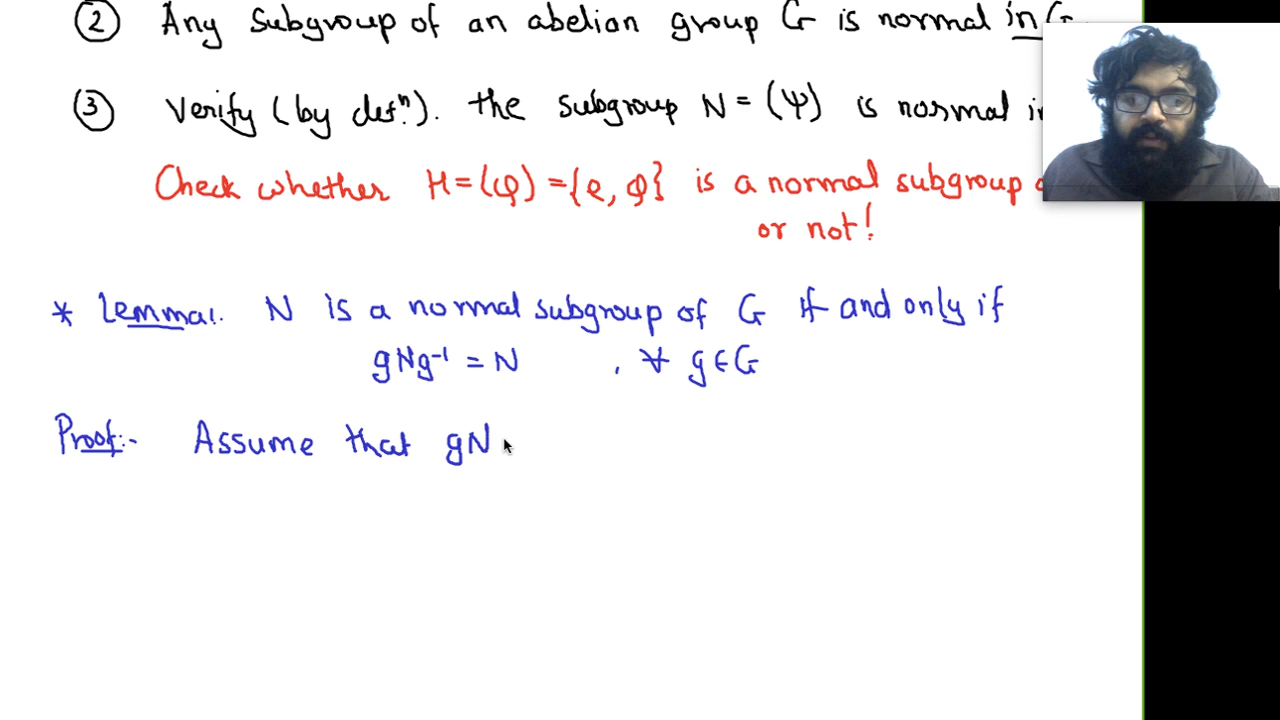 ② Any subgroup of an abelian group G is normal in G.
③ Verify (by defⁿ.). the subgroup N = (ψ) is normal in
Check whether H = (φ) = {e, φ} is a normal subgroup
or not!
* Lemma1. N is a normal subgroup of G if and only if
gNg⁻¹ = N , ∀ g ∈ G
Proof:- Assume that gN